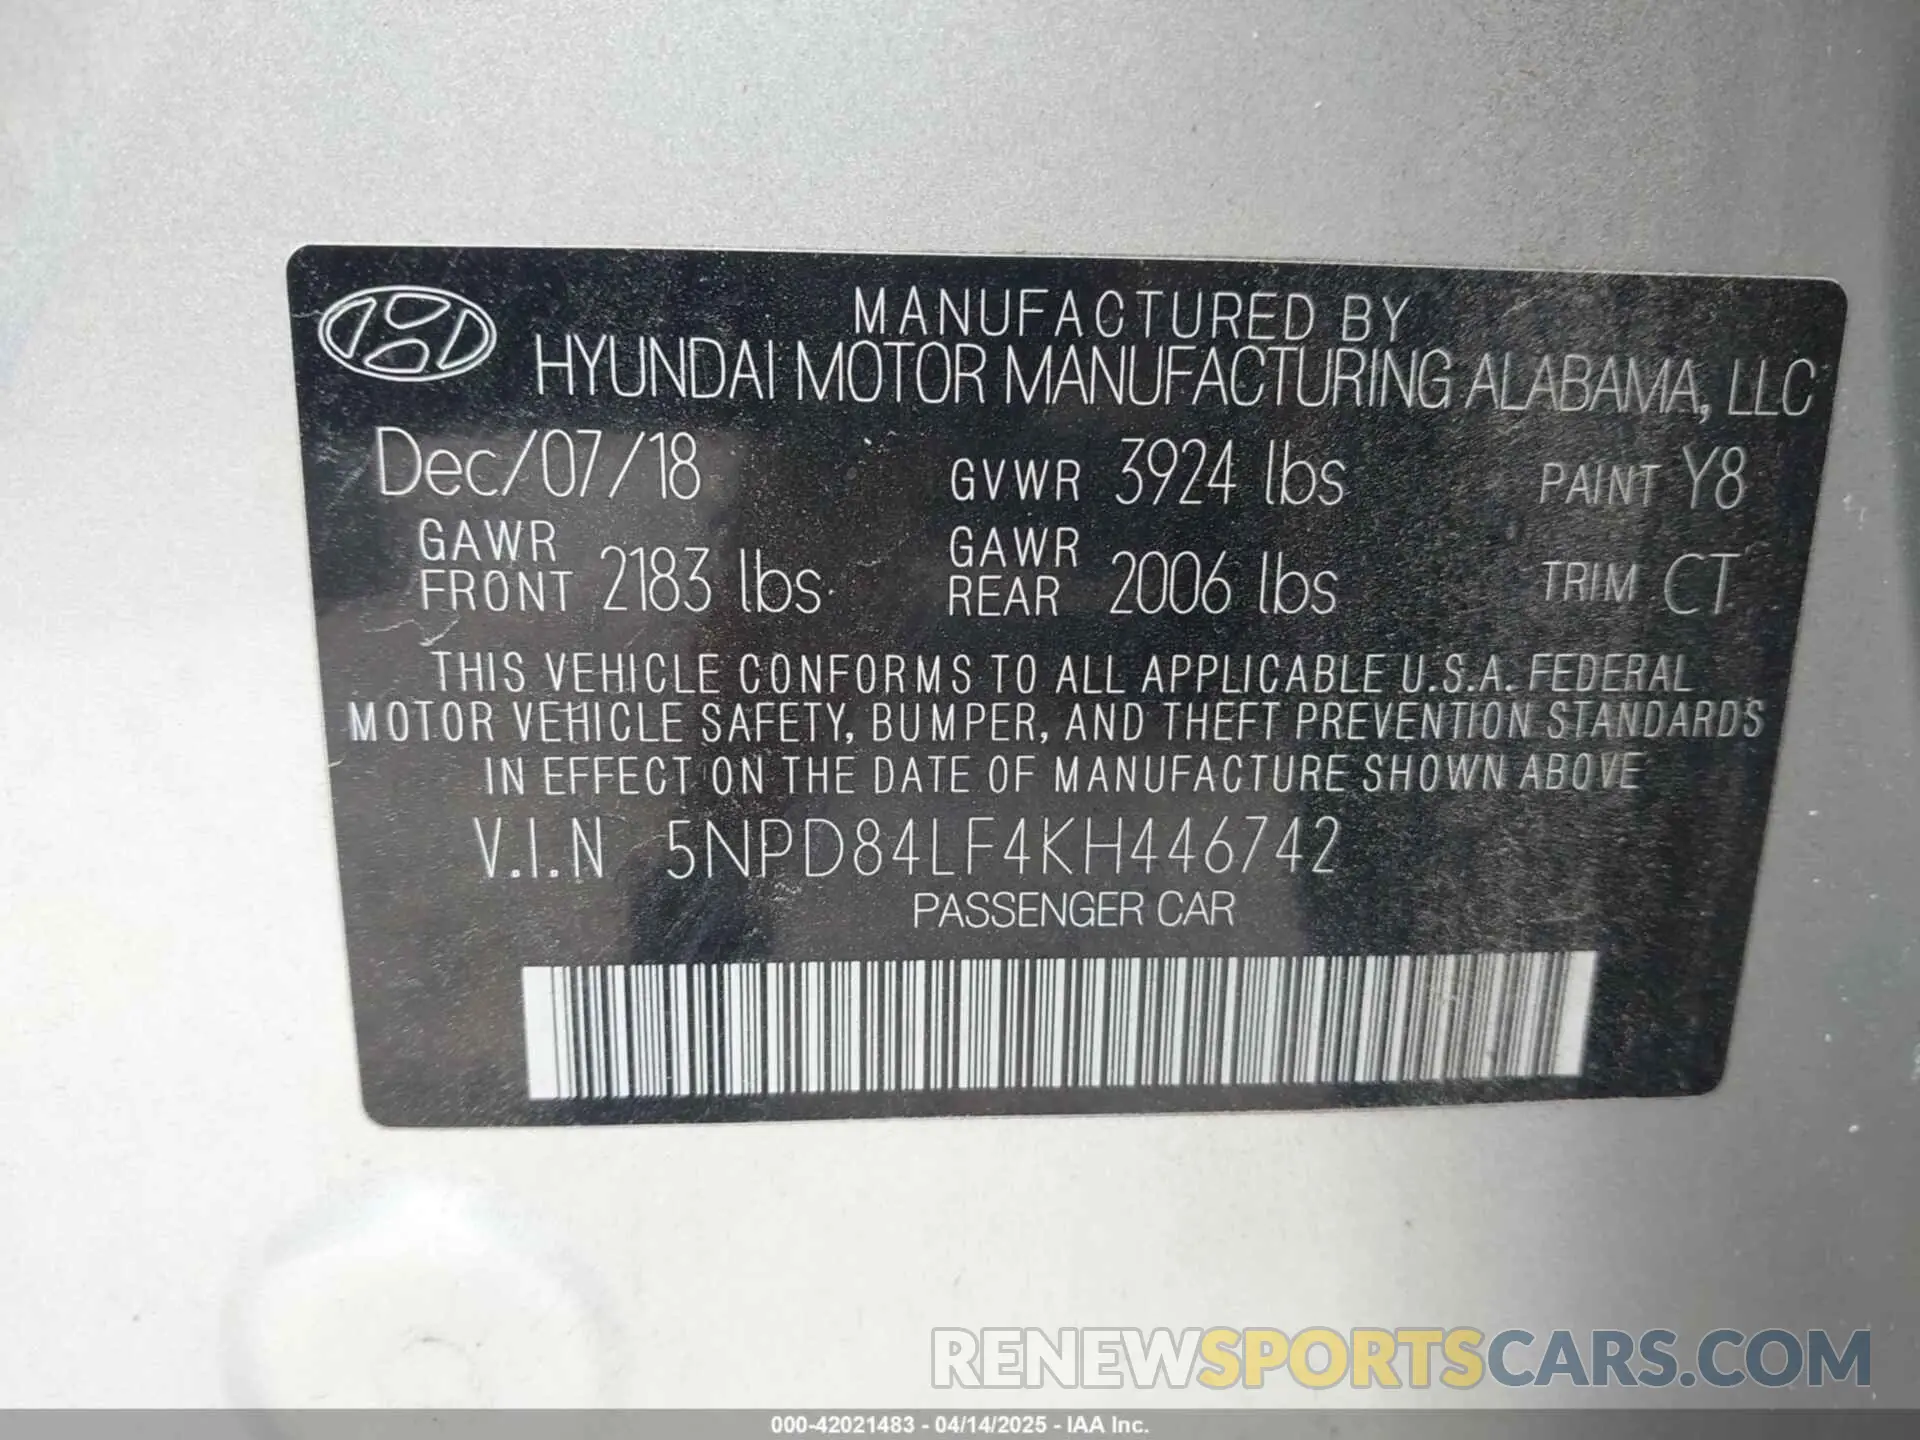 MANUFACTURED BY
HYUNDAI MOTOR MANUFACTURING ALABAMA, LLC
Dec/07/18 GVWR 3924 lbs PAINT Y8
GAWR FRONT 2183 lbs GAWR REAR 2006 lbs TRIM CT
THIS VEHICLE CONFORMS TO ALL APPLICABLE U.S.A. FEDERAL
MOTOR VEHICLE SAFETY, BUMPER, AND THEFT PREVENTION STANDARDS
IN EFFECT ON THE DATE OF MANUFACTURE SHOWN ABOVE
V.I.N 5NPD84LF4KH446742
PASSENGER CAR
RENEWSPORTSCARS.COM
000-42021483 - 04/14/2025 - IAA Inc.